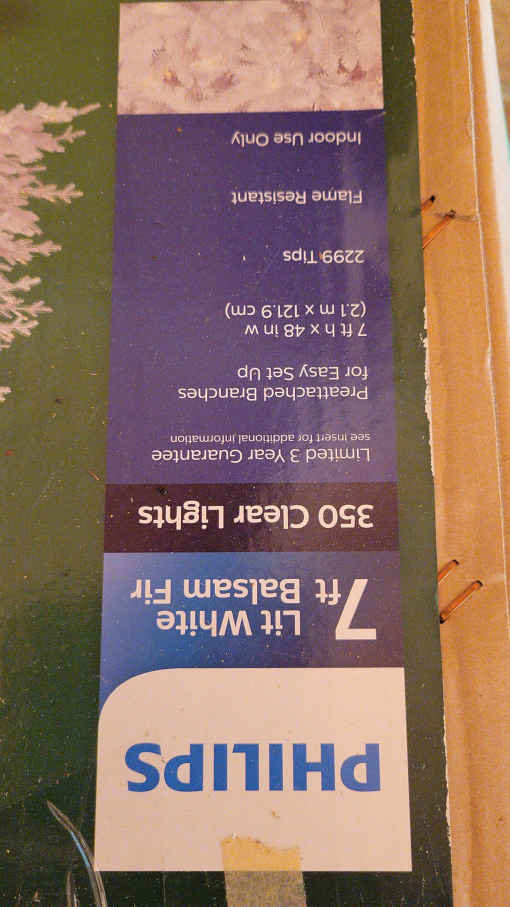 PHILIPS
7 ft Lit White
Balsam Fir
350 Clear Lights
Limited 3 Year Guarantee
see insert for additional information
Preattached Branches
for Easy Set Up
7 ft h x 48 in w
(2.1 m x 121.9 cm)
2299 Tips
Flame Resistant
Indoor Use Only